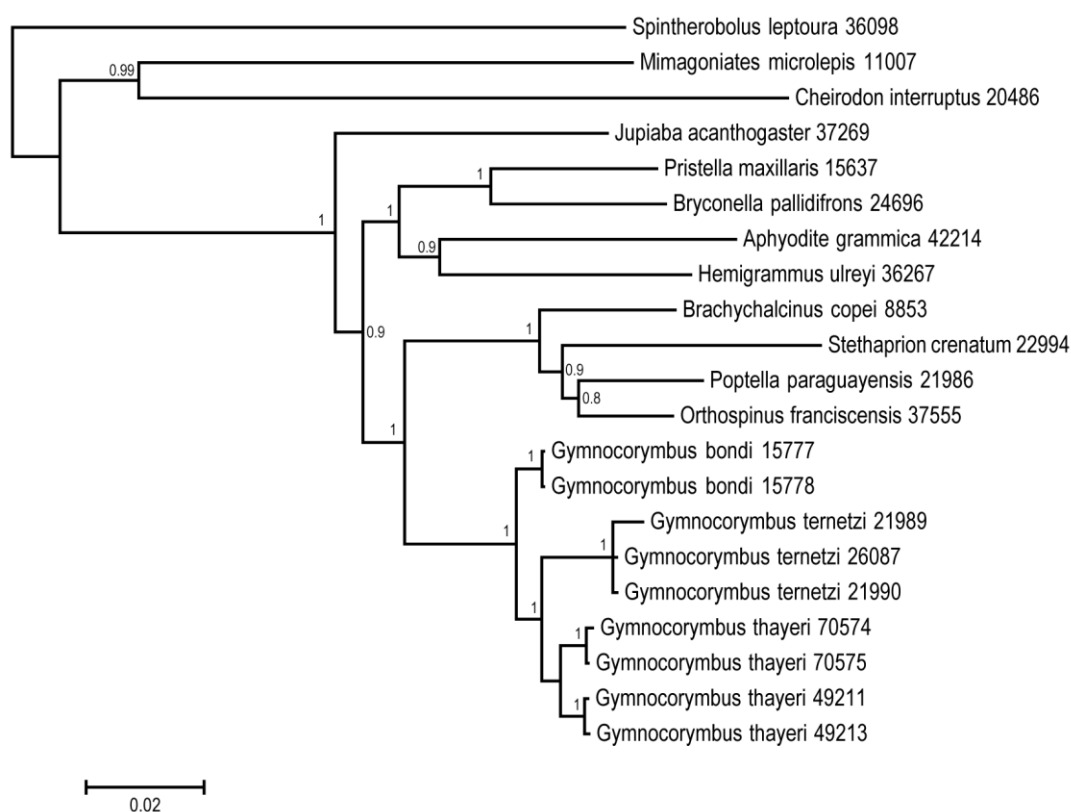 Spintherobolus leptoura 36098
0.99
Mimagoniates microlepis 11007
Cheirodon interruptus 20486
Jupiaba acanthogaster 37269
1
Pristella maxillaris 15637
1
Bryconella pallidifrons 24696
1
Aphyodite grammica 42214
0.9
Hemigrammus ulreyi 36267
0.9
Brachychalcinus copei 8853
1
Stethaprion crenatum 22994
0.9
Poptella paraguayensis 21986
0.8
Orthospinus franciscensis 37555
1
Gymnocorymbus bondi 15777
1
Gymnocorymbus bondi 15778
1
Gymnocorymbus ternetzi 21989
1
Gymnocorymbus ternetzi 26087
Gymnocorymbus ternetzi 21990
1
Gymnocorymbus thayeri 70574
1
Gymnocorymbus thayeri 70575
Gymnocorymbus thayeri 49211
1
Gymnocorymbus thayeri 49213
0.02